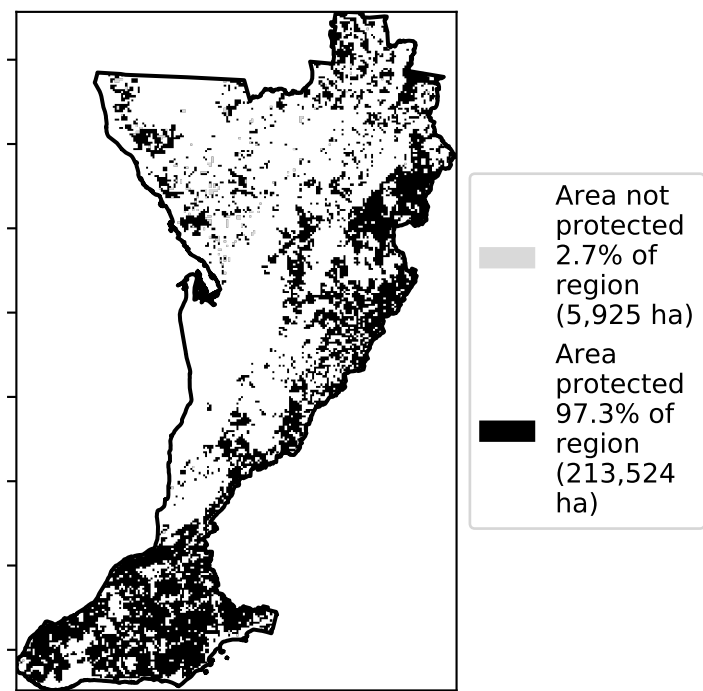 Area not
protected
2.7% of
region
(5,925 ha)
Area
protected
97.3% of
region
(213,524
ha)